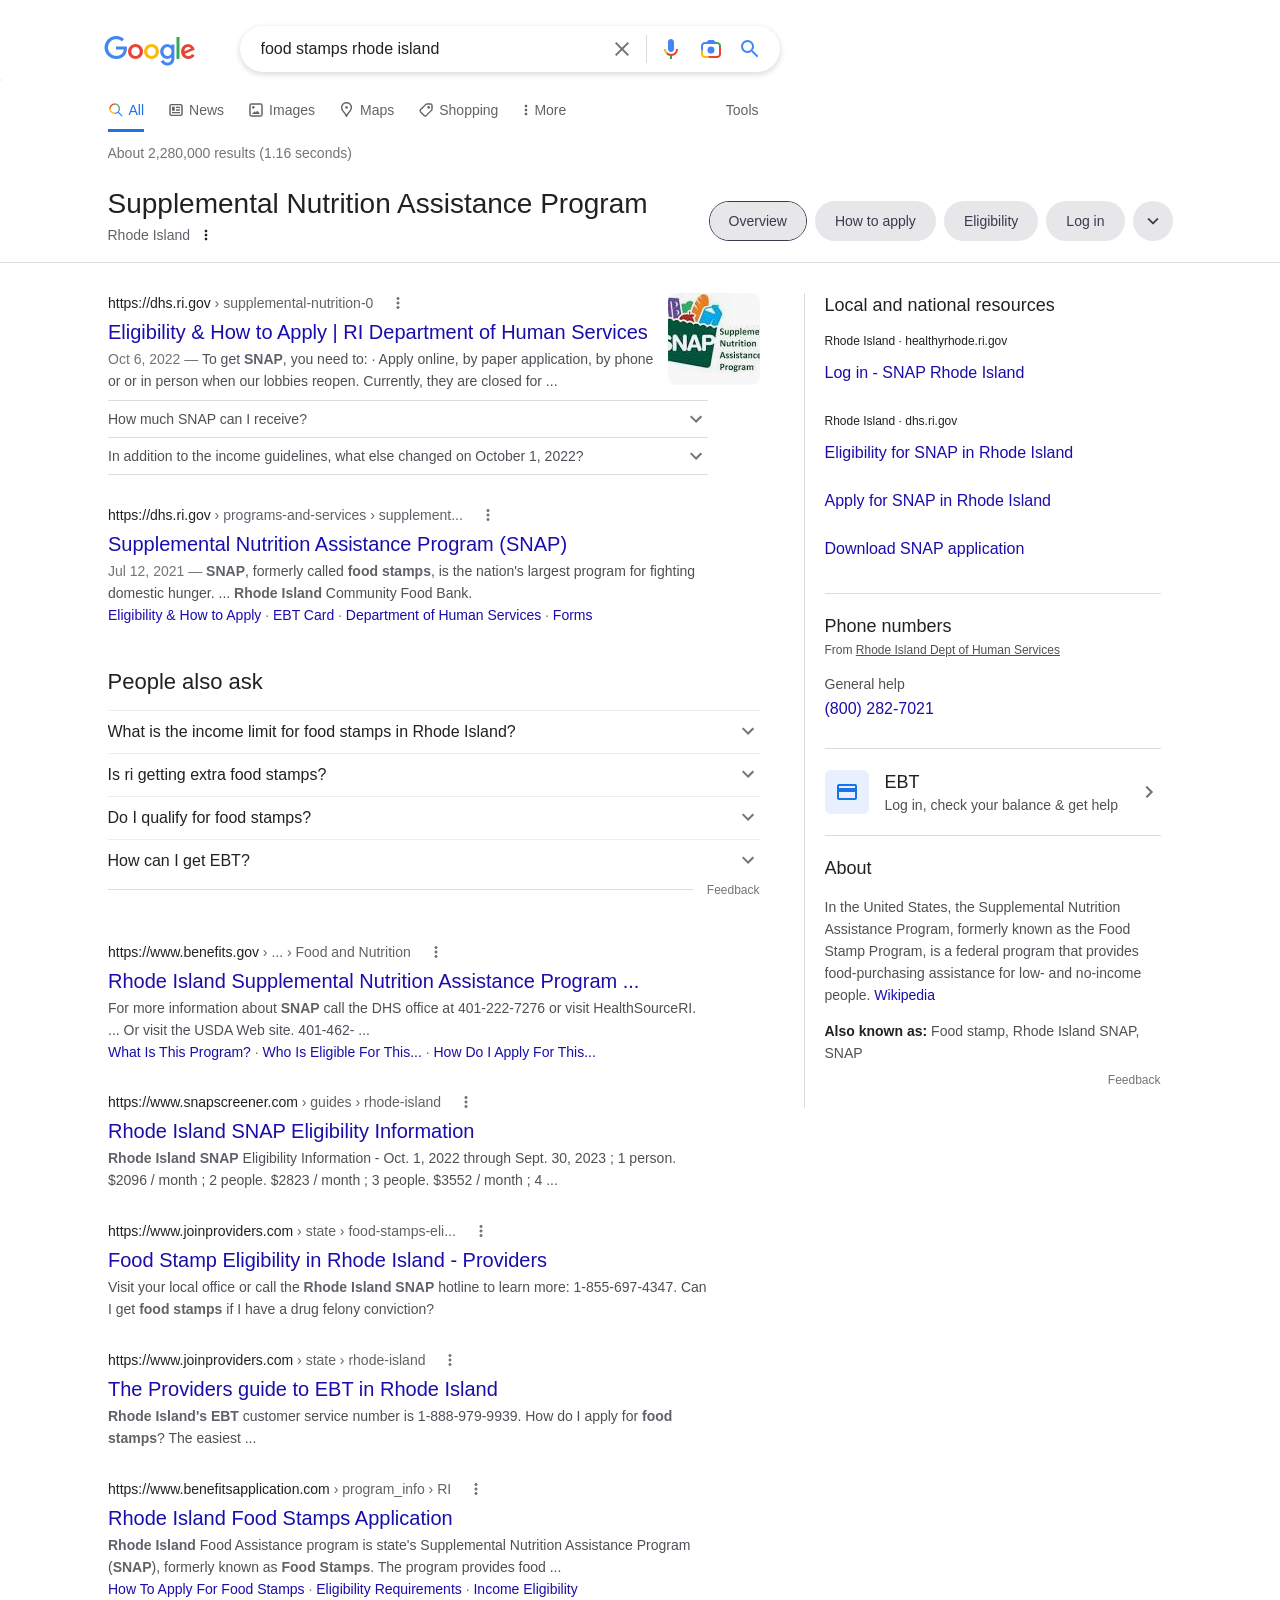 Google
food stamps rhode island
All
News
Images
Maps
Shopping
More
Tools
About 2,280,000 results (1.16 seconds)
Supplemental Nutrition Assistance Program
Rhode Island
Overview
How to apply
Eligibility
Log in
https://dhs.ri.gov › supplemental-nutrition-0
Eligibility & How to Apply | RI Department of Human Services
Oct 6, 2022 — To get SNAP, you need to: · Apply online, by paper application, by phone
or or in person when our lobbies reopen. Currently, they are closed for ...
SNAP
Suppleme
Nutrition
Assistance
Program
How much SNAP can I receive?
In addition to the income guidelines, what else changed on October 1, 2022?
https://dhs.ri.gov › programs-and-services › supplement...
Supplemental Nutrition Assistance Program (SNAP)
Jul 12, 2021 — SNAP, formerly called food stamps, is the nation's largest program for fighting
domestic hunger. ... Rhode Island Community Food Bank.
Eligibility & How to Apply · EBT Card · Department of Human Services · Forms
People also ask
What is the income limit for food stamps in Rhode Island?
Is ri getting extra food stamps?
Do I qualify for food stamps?
How can I get EBT?
Feedback
https://www.benefits.gov › ... › Food and Nutrition
Rhode Island Supplemental Nutrition Assistance Program ...
For more information about SNAP call the DHS office at 401-222-7276 or visit HealthSourceRI.
... Or visit the USDA Web site. 401-462- ...
What Is This Program? · Who Is Eligible For This... · How Do I Apply For This...
https://www.snapscreener.com › guides › rhode-island
Rhode Island SNAP Eligibility Information
Rhode Island SNAP Eligibility Information - Oct. 1, 2022 through Sept. 30, 2023 ; 1 person.
$2096 / month ; 2 people. $2823 / month ; 3 people. $3552 / month ; 4 ...
https://www.joinproviders.com › state › food-stamps-eli...
Food Stamp Eligibility in Rhode Island - Providers
Visit your local office or call the Rhode Island SNAP hotline to learn more: 1-855-697-4347. Can
I get food stamps if I have a drug felony conviction?
https://www.joinproviders.com › state › rhode-island
The Providers guide to EBT in Rhode Island
Rhode Island's EBT customer service number is 1-888-979-9939. How do I apply for food
stamps? The easiest ...
https://www.benefitsapplication.com › program_info › RI
Rhode Island Food Stamps Application
Rhode Island Food Assistance program is state's Supplemental Nutrition Assistance Program
(SNAP), formerly known as Food Stamps. The program provides food ...
How To Apply For Food Stamps · Eligibility Requirements · Income Eligibility
Local and national resources
Rhode Island · healthyrhode.ri.gov
Log in - SNAP Rhode Island
Rhode Island · dhs.ri.gov
Eligibility for SNAP in Rhode Island
Apply for SNAP in Rhode Island
Download SNAP application
Phone numbers
From Rhode Island Dept of Human Services
General help
(800) 282-7021
EBT
Log in, check your balance & get help
About
In the United States, the Supplemental Nutrition
Assistance Program, formerly known as the Food
Stamp Program, is a federal program that provides
food-purchasing assistance for low- and no-income
people. Wikipedia
Also known as: Food stamp, Rhode Island SNAP,
SNAP
Feedback